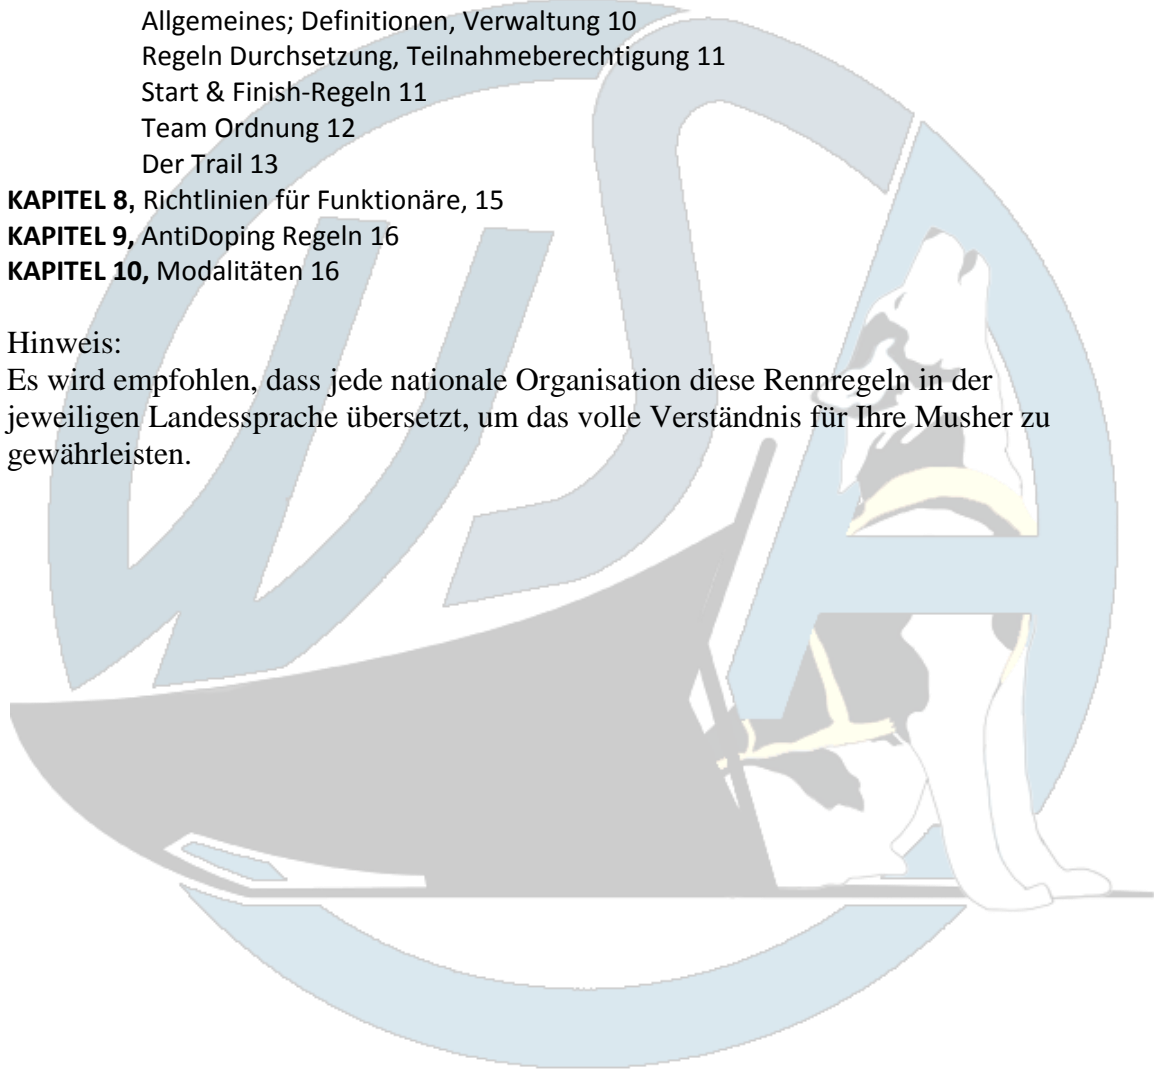 Allgemeines; Definitionen, Verwaltung 10
Regeln Durchsetzung, Teilnahmeberechtigung 11
Start & Finish-Regeln 11
Team Ordnung 12
Der Trail 13
KAPITEL 8, Richtlinien für Funktionäre, 15
KAPITEL 9, AntiDoping Regeln 16
KAPITEL 10, Modalitäten 16
Hinweis:
Es wird empfohlen, dass jede nationale Organisation diese Rennregeln in der
jeweiligen Landessprache übersetzt, um das volle Verständnis für Ihre Musher zu
gewährleisten.
WSA